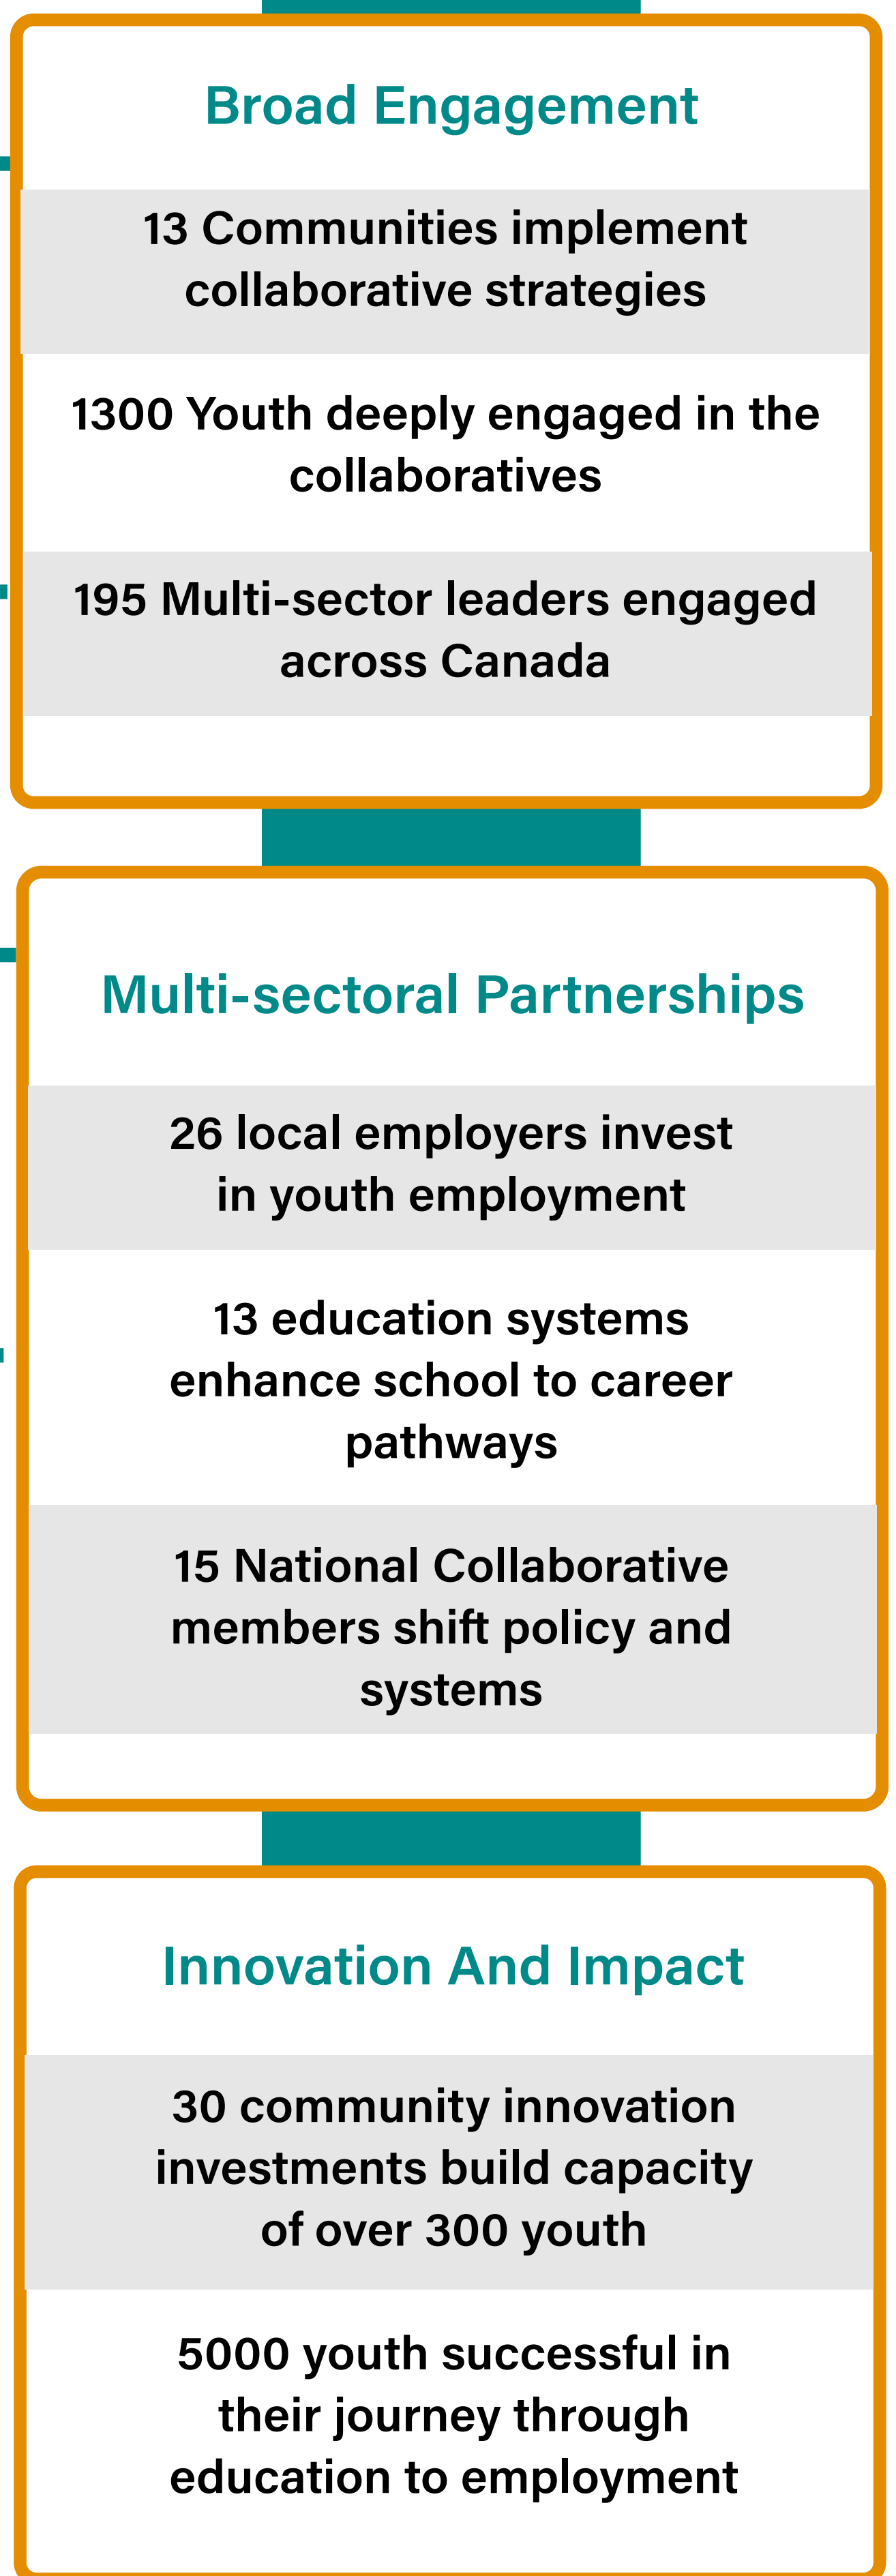 Broad Engagement
13 Communities implement
collaborative strategies
1300 Youth deeply engaged in the
collaboratives
195 Multi-sector leaders engaged
across Canada
Multi-sectoral Partnerships
26 local employers invest
in youth employment
13 education systems
enhance school to career
pathways
15 National Collaborative
members shift policy and
systems
Innovation And Impact
30 community innovation
investments build capacity
of over 300 youth
5000 youth successful in
their journey through
education to employment